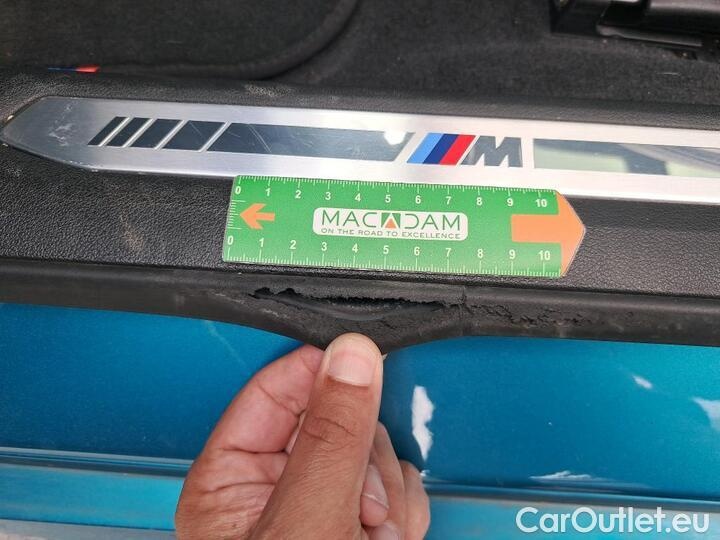 M
0 1 2 3 4 5 6 7 8 9 10
MACADAM
ON THE ROAD TO EXCELLENCE
0 1 2 3 4 5 6 7 8 9 10
CarOutlet.eu